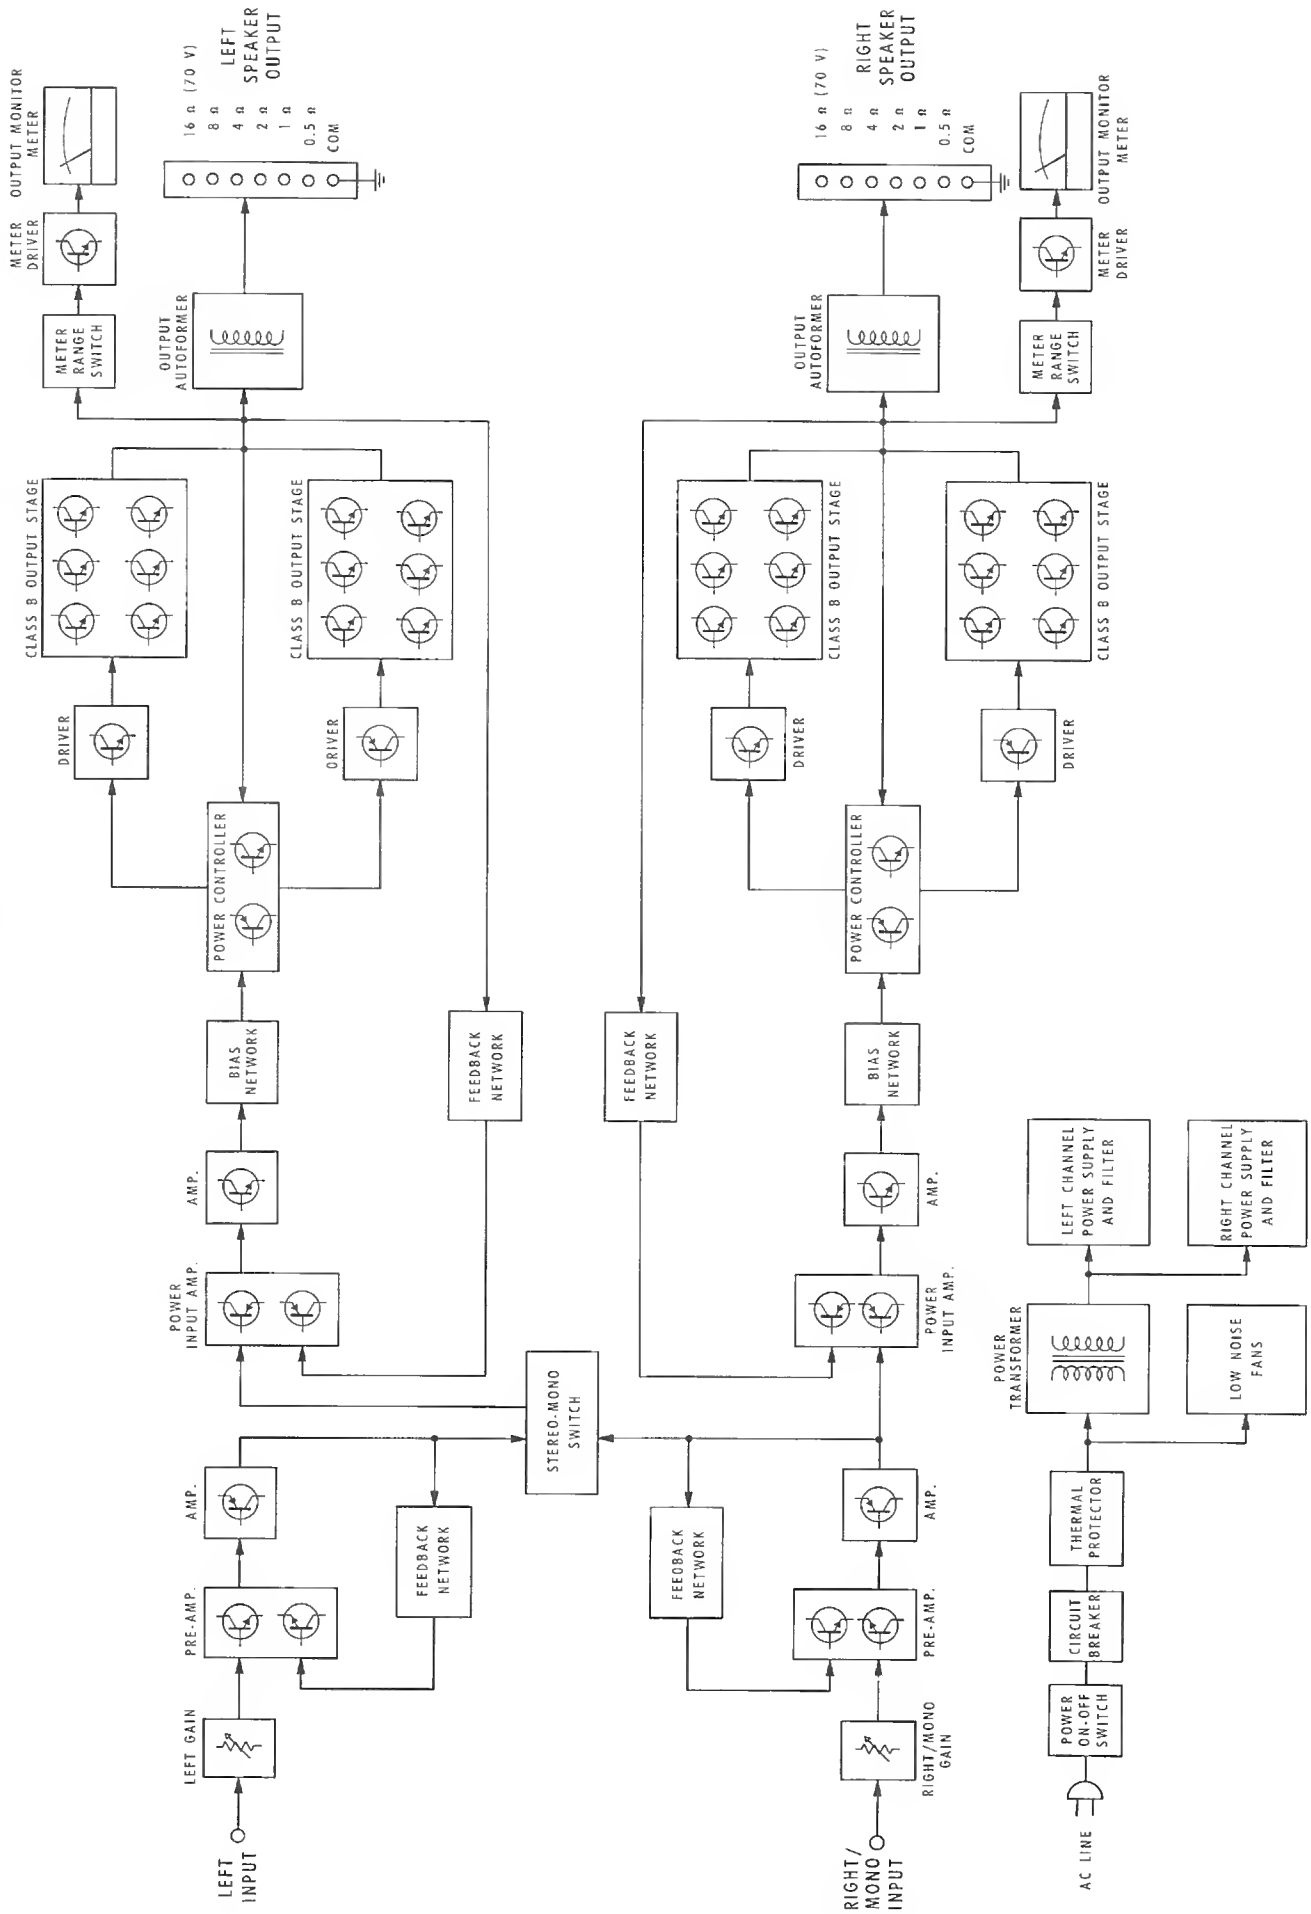 LEFT
INPUT
LEFT GAIN
PRE-AMP.
AMP.
FEEDBACK
NETWORK
STEREO-MONO
SWITCH
POWER
INPUT AMP.
AMP.
BIAS
NETWORK
FEEDBACK
NETWORK
POWER CONTROLLER
DRIVER
DRIVER
CLASS B OUTPUT STAGE
CLASS B OUTPUT STAGE
METER
RANGE
SWITCH
METER
DRIVER
OUTPUT MONITOR
METER
OUTPUT
AUTOFORMER
16 Ω (70 V)
8 Ω
4 Ω
2 Ω
1 Ω
0.5 Ω
COM
LEFT
SPEAKER
OUTPUT
RIGHT/
MONO
INPUT
RIGHT/MONO
GAIN
PRE-AMP.
AMP.
FEEDBACK
NETWORK
POWER
INPUT AMP.
AMP.
BIAS
NETWORK
FEEDBACK
NETWORK
POWER CONTROLLER
DRIVER
DRIVER
CLASS B OUTPUT STAGE
CLASS B OUTPUT STAGE
OUTPUT
AUTOFORMER
METER
RANGE
SWITCH
METER
DRIVER
OUTPUT MONITOR
METER
16 Ω (70 V)
8 Ω
4 Ω
2 Ω
1 Ω
0.5 Ω
COM
RIGHT
SPEAKER
OUTPUT
AC LINE
POWER
ON-OFF
SWITCH
CIRCUIT
BREAKER
THERMAL
PROTECTOR
POWER
TRANSFORMER
LOW NOISE
FANS
LEFT CHANNEL
POWER SUPPLY
AND FILTER
RIGHT CHANNEL
POWER SUPPLY
AND FILTER